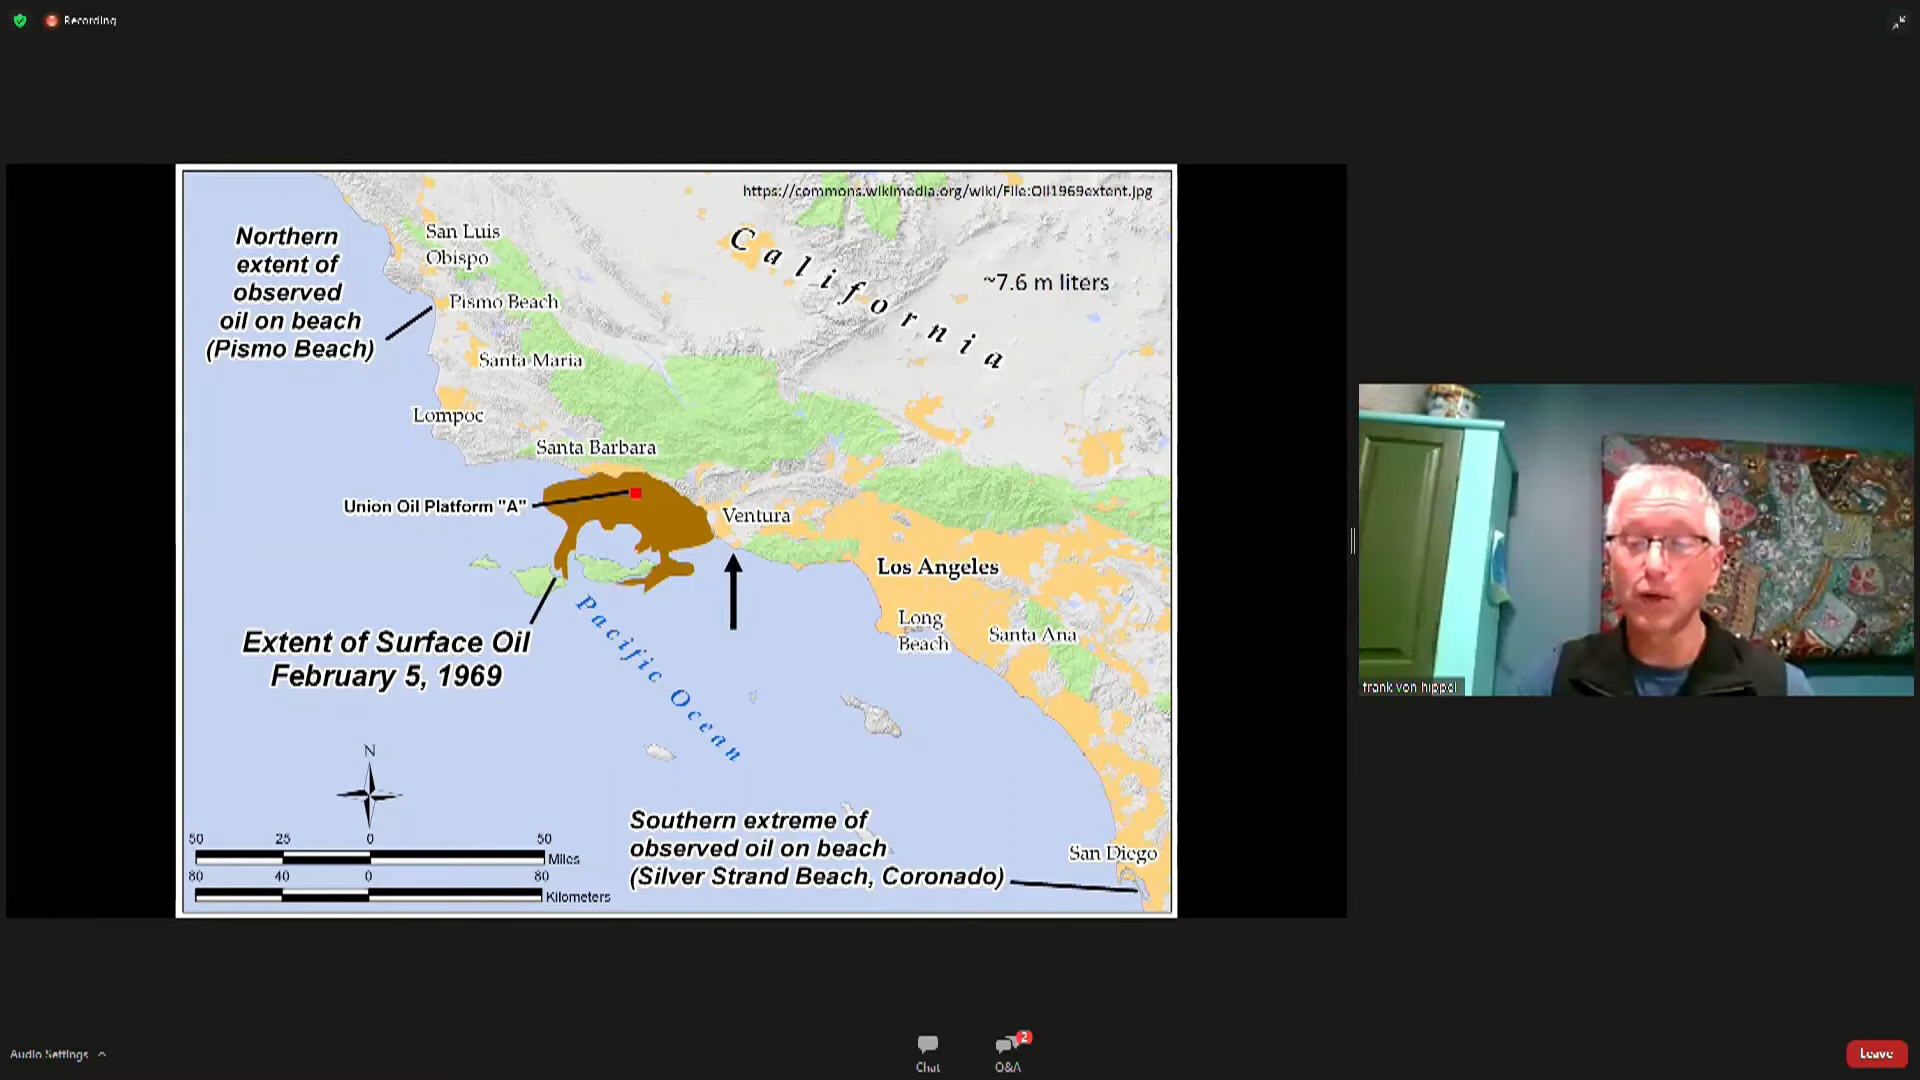 Recording
https://commons.wikimedia.org/wiki/File:Oil1969extent.jpg
Northern
extent of
observed
oil on beach
(Pismo Beach)
San Luis
Obispo
California
~7.6 m liters
Pismo Beach
Santa Maria
Lompoc
Santa Barbara
Union Oil Platform "A"
Ventura
Los Angeles
Long
Beach
Santa Ana
Pacific Ocean
Extent of Surface Oil
February 5, 1969
N
50 25 0 50
Miles
80 40 0 80
Kilometers
Southern extreme of
observed oil on beach
(Silver Strand Beach, Coronado)
San Diego
frank von hippel
Audio Settings
Chat
2
Q&A
Leave